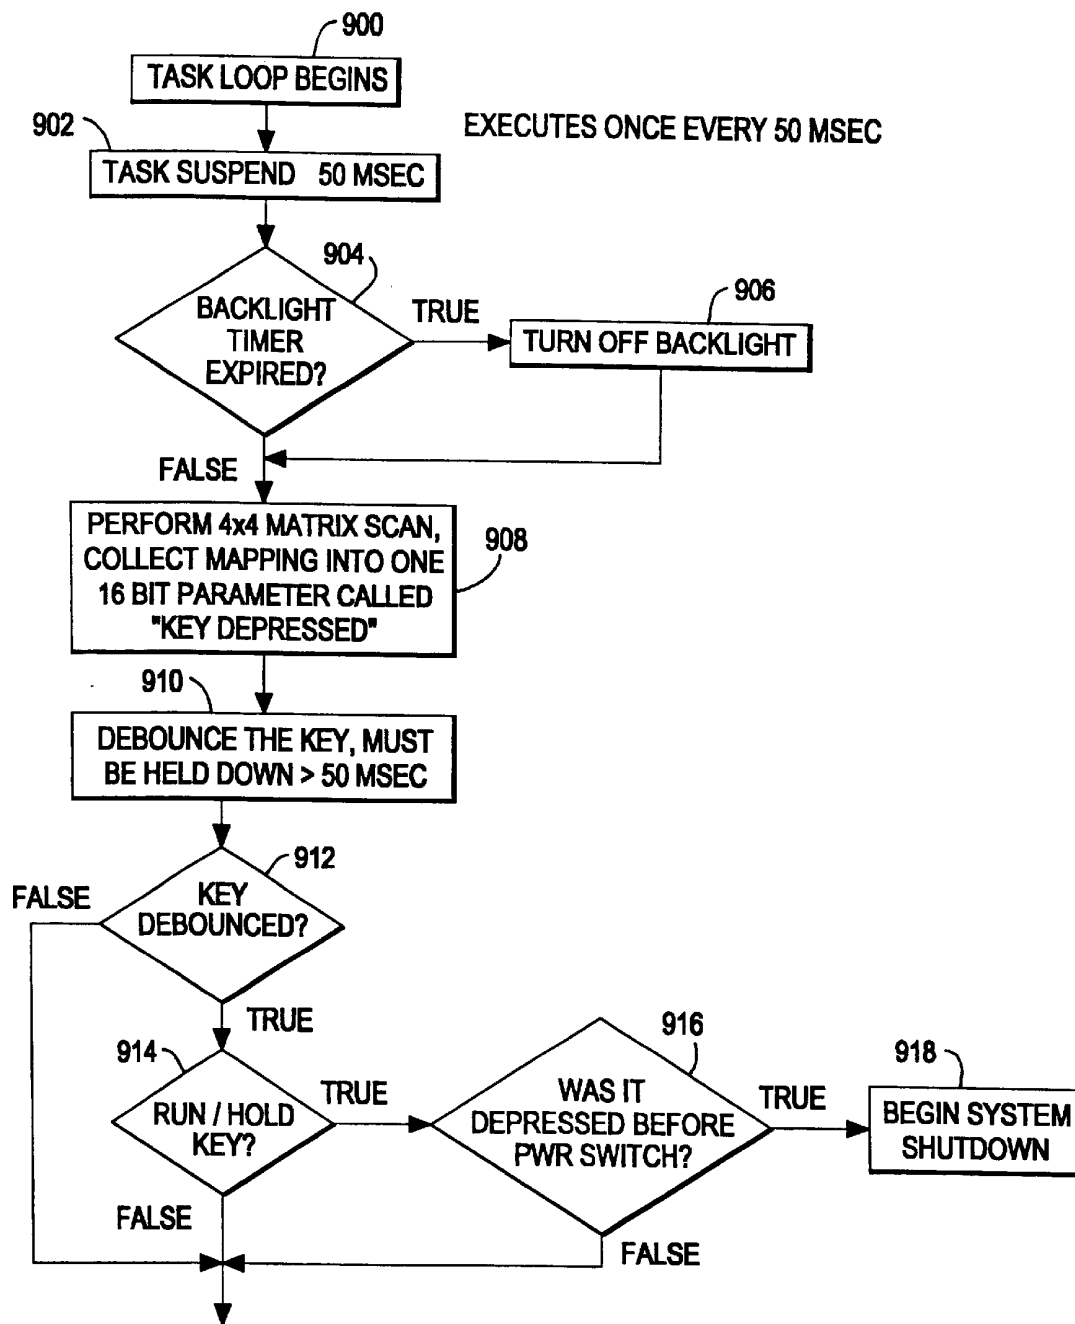 900
TASK LOOP BEGINS
902
EXECUTES ONCE EVERY 50 MSEC
TASK SUSPEND 50 MSEC
904
BACKLIGHT
TIMER
EXPIRED?
TRUE
906
TURN OFF BACKLIGHT
FALSE
PERFORM 4x4 MATRIX SCAN,
COLLECT MAPPING INTO ONE
16 BIT PARAMETER CALLED
"KEY DEPRESSED"
908
910
DEBOUNCE THE KEY, MUST
BE HELD DOWN > 50 MSEC
912
FALSE
KEY
DEBOUNCED?
TRUE
914
RUN / HOLD
KEY?
TRUE
916
WAS IT
DEPRESSED BEFORE
PWR SWITCH?
TRUE
918
BEGIN SYSTEM
SHUTDOWN
FALSE
FALSE